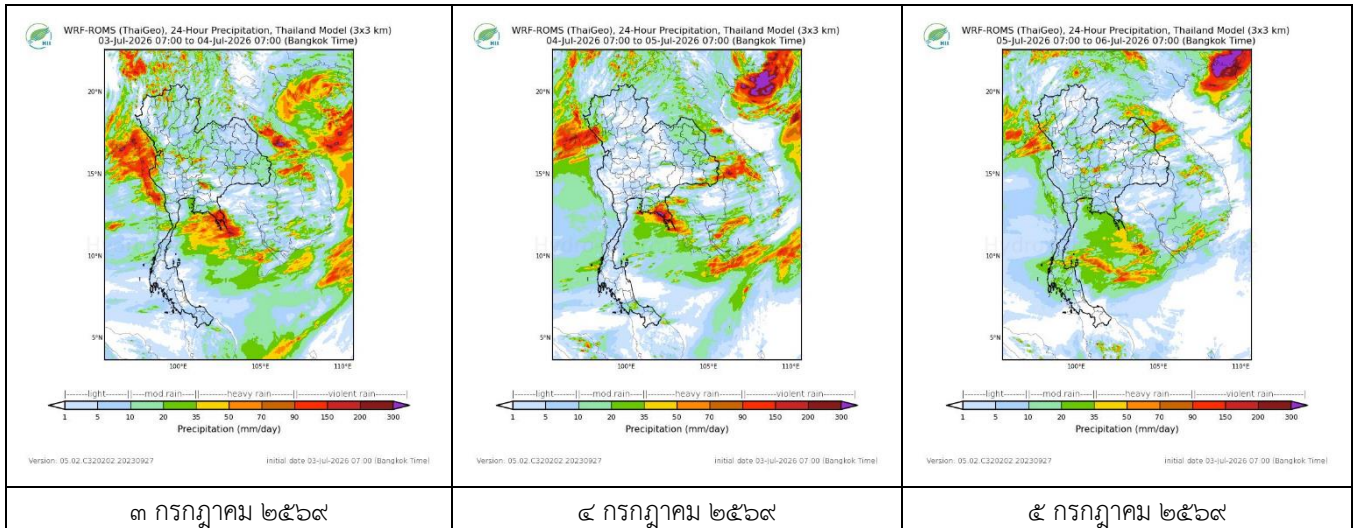 WRF-ROMS (ThaiGeo), 24-Hour Precipitation, Thailand Model (3x3 km)
03-Jul-2026 07:00 to 04-Jul-2026 07:00 (Bangkok Time)
20°N
15°N
10°N
5°N
100°E 105°E 110°E
light mod rain heavy rain violent rain
1 5 10 20 35 50 70 90 150 200 300
Precipitation (mm/day)
Version: 05.02.C320202.20230927 initial date 03-Jul-2026 07:00 (Bangkok Time)
๓ กรกฎาคม ๒๕๖๙
WRF-ROMS (ThaiGeo), 24-Hour Precipitation, Thailand Model (3x3 km)
04-Jul-2026 07:00 to 05-Jul-2026 07:00 (Bangkok Time)
20°N
15°N
10°N
5°N
100°E 105°E 110°E
light mod rain heavy rain violent rain
1 5 10 20 35 50 70 90 150 200 300
Precipitation (mm/day)
Version: 05.02.C320202.20230927 initial date 03-Jul-2026 07:00 (Bangkok Time)
๔ กรกฎาคม ๒๕๖๙
WRF-ROMS (ThaiGeo), 24-Hour Precipitation, Thailand Model (3x3 km)
05-Jul-2026 07:00 to 06-Jul-2026 07:00 (Bangkok Time)
20°N
15°N
10°N
5°N
100°E 105°E 110°E
light mod rain heavy rain violent rain
1 5 10 20 35 50 70 90 150 200 300
Precipitation (mm/day)
Version: 05.02.C320202.20230927 initial date 03-Jul-2026 07:00 (Bangkok Time)
๕ กรกฎาคม ๒๕๖๙